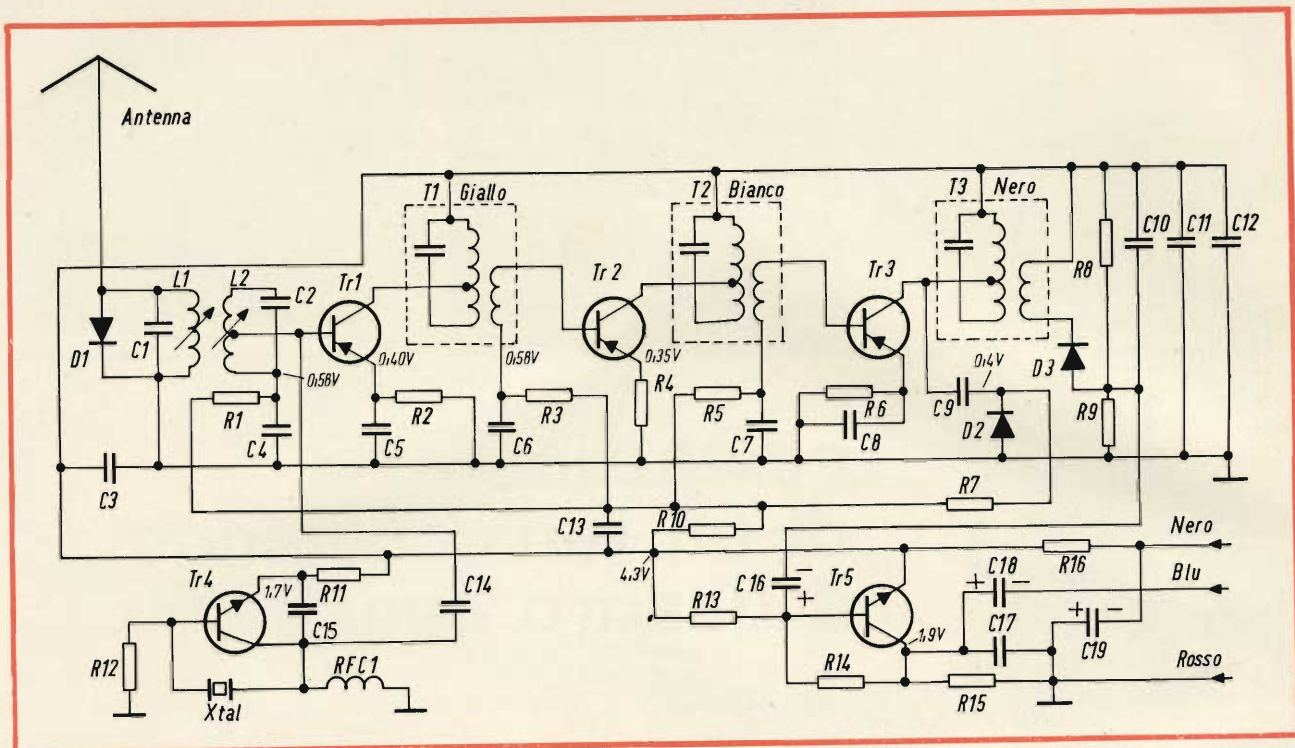 Antenna
T1 Giallo
T2 Bianco
T3 Nero
L1
L2
C2
Tr1
Tr2
Tr3
R8
C10
C11
C12
D1
C1
0,58V
0,40V
0,58V
0,35V
0,4V
D3
R1
C4
C5
R2
C6
R3
R4
R5
C7
R6
C8
C9
D2
R9
C3
C13
R10
R7
Nero
Tr4
1,7V
R11
C15
C14
4,3V
R13
C16
-
+
Tr5
R16
C18
+ -
Blu
C17
+ -
C19
1,9V
R12
Xtal
RFC1
R14
R15
Rosso